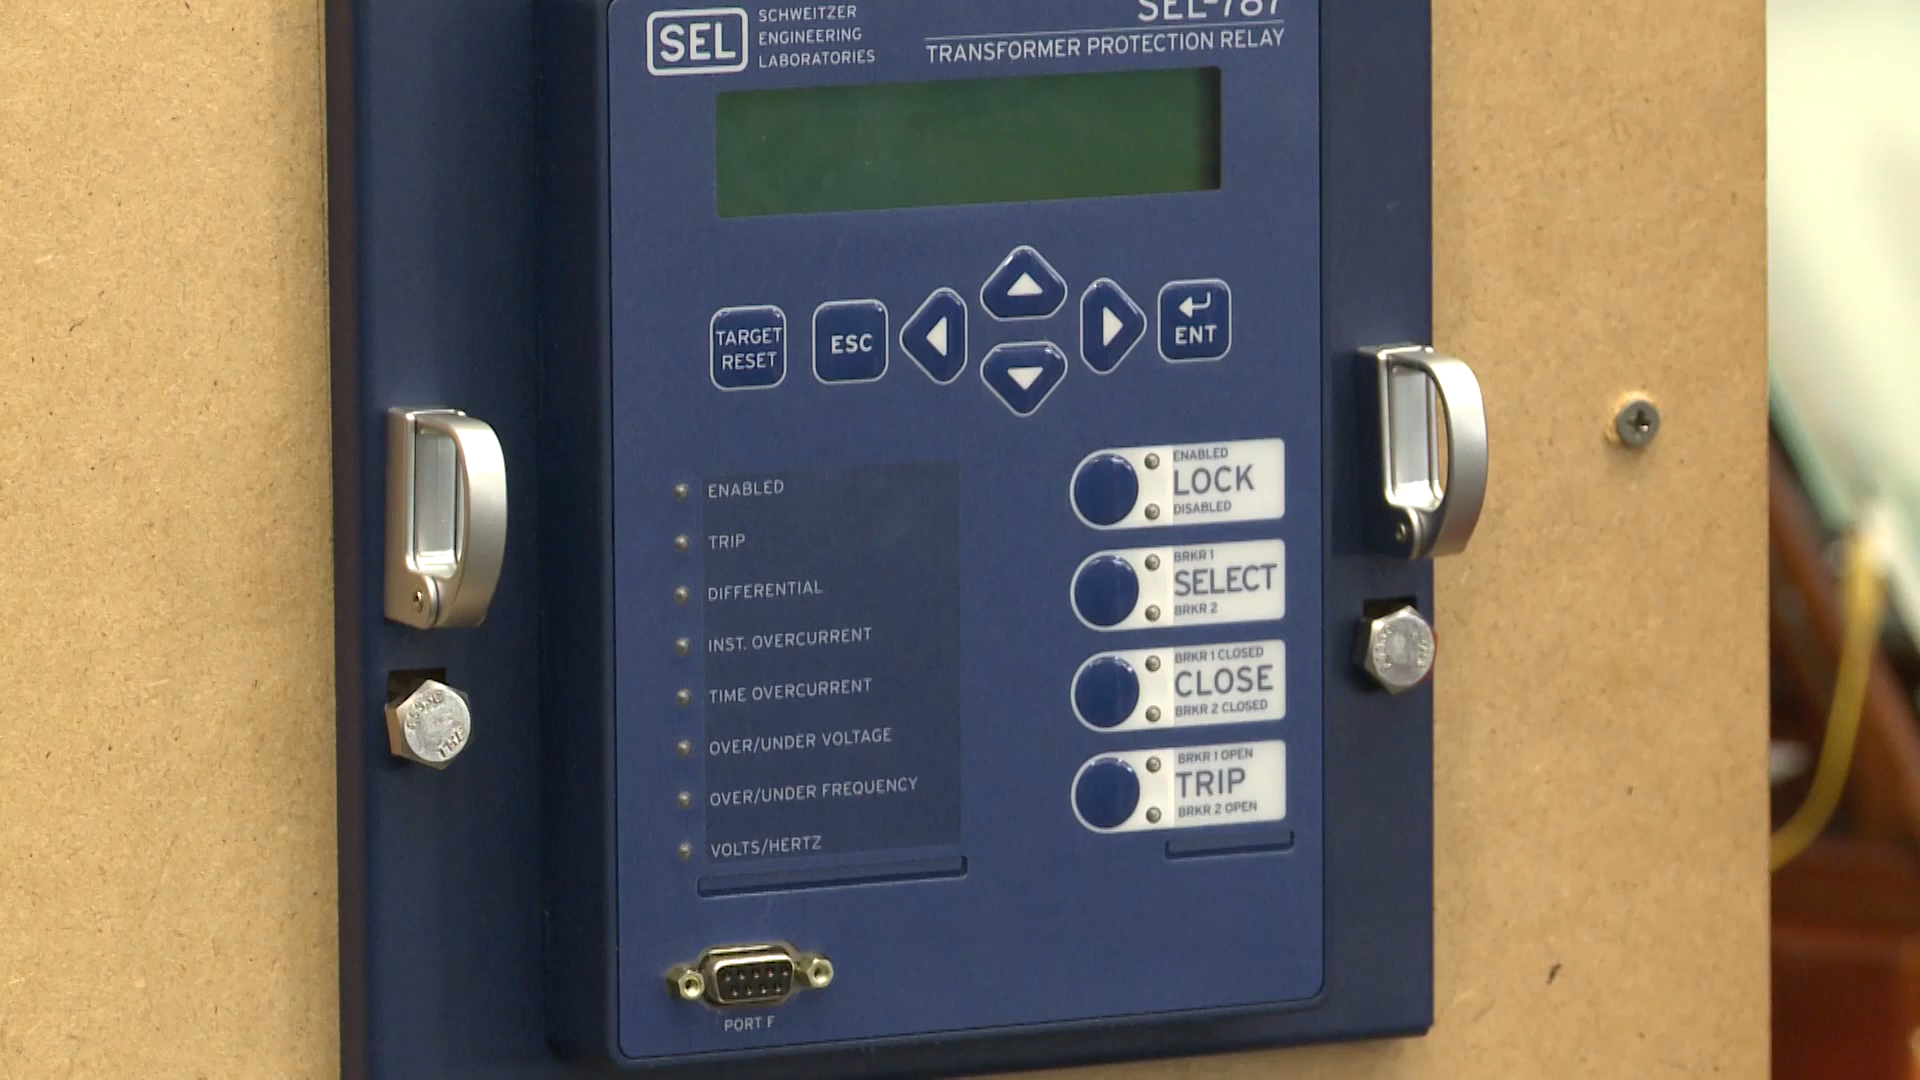 SEL
SCHWEITZER
ENGINEERING
LABORATORIES
SEL-787
TRANSFORMER PROTECTION RELAY
TARGET
RESET
ESC
ENT
ENABLED
TRIP
DIFFERENTIAL
INST. OVERCURRENT
TIME OVERCURRENT
OVER/UNDER VOLTAGE
OVER/UNDER FREQUENCY
VOLTS/HERTZ
ENABLED
LOCK
DISABLED
BRKR 1
SELECT
BRKR 2
BRKR 1 CLOSED
CLOSE
BRKR 2 CLOSED
BRKR 1 OPEN
TRIP
BRKR 2 OPEN
PORT F